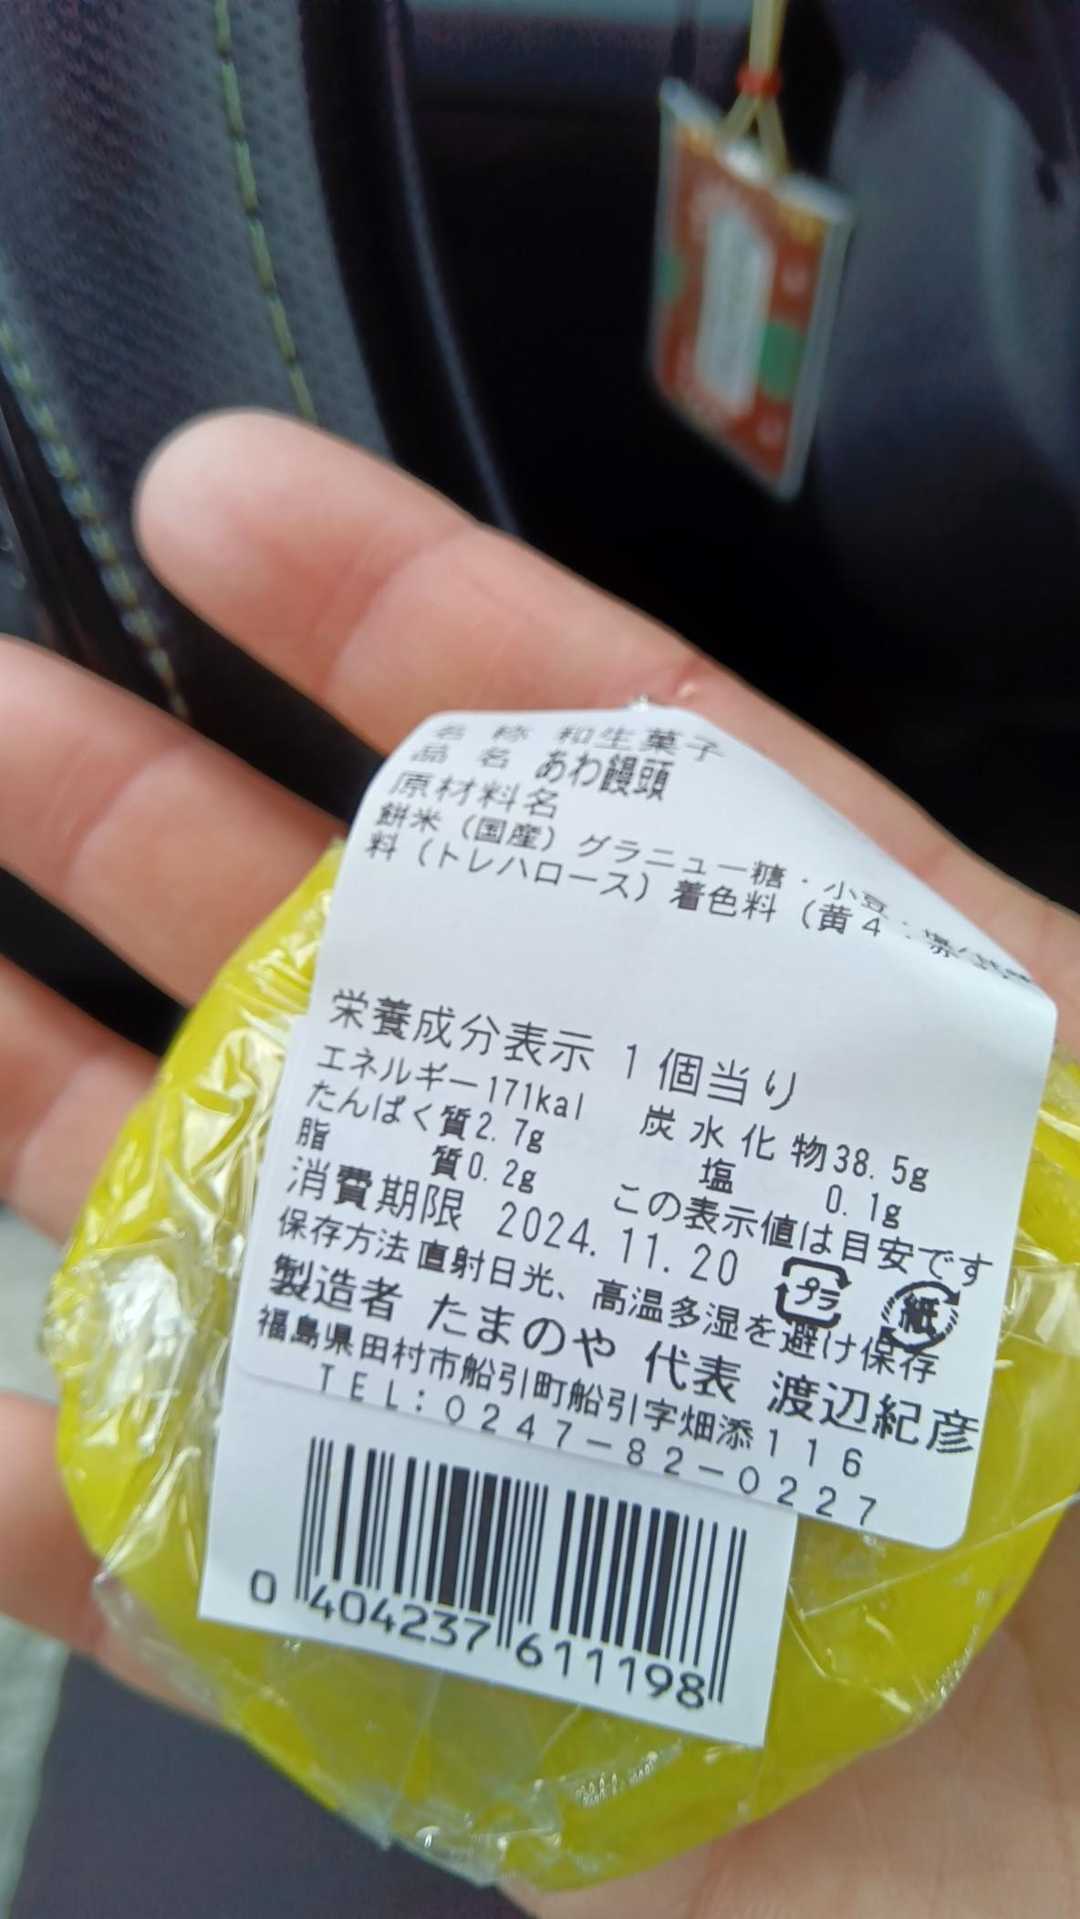 名称 和生菓子
品名 あわ饅頭
原材料名
餅米（国産）グラニュー糖・小豆・塩/
料（トレハロース）着色料（黄4・赤
栄養成分表示 1個当り
エネルギー171kal 炭水化物38.5g
たんぱく質2.7g 塩 0.1g
脂 質0.2g この表示値は目安です
消費期限 2024.11.20 プラ 紙
保存方法 直射日光、高温多湿を避け保存
製造者 たまのや 代表 渡辺紀彦
福島県田村市船引町船引字畑添116
TEL:0247-82-0227
0 404237 611198